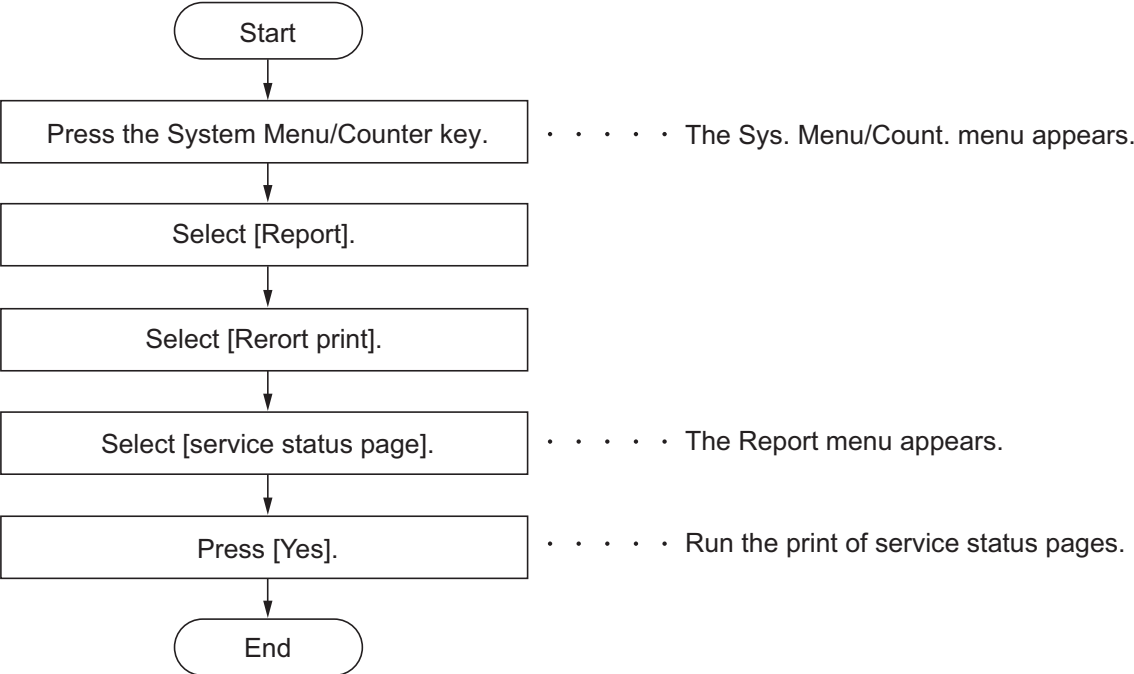 Start
Press the System Menu/Counter key. · · · · · The Sys. Menu/Count. menu appears.
Select [Report].
Select [Rerort print].
Select [service status page]. · · · · · The Report menu appears.
Press [Yes]. · · · · · Run the print of service status pages.
End